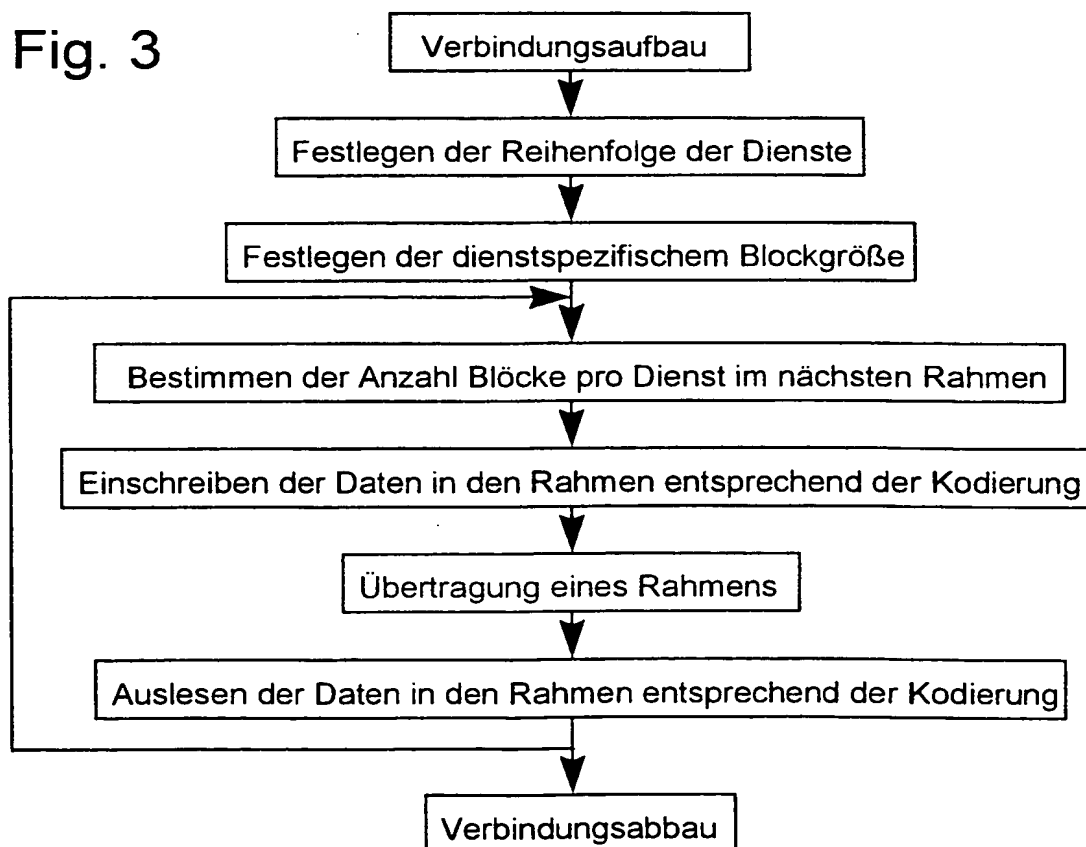 Fig. 3
Verbindungsaufbau
Festlegen der Reihenfolge der Dienste
Festlegen der dienstspezifischem Blockgröße
Bestimmen der Anzahl Blöcke pro Dienst im nächsten Rahmen
Einschreiben der Daten in den Rahmen entsprechend der Kodierung
Übertragung eines Rahmens
Auslesen der Daten in den Rahmen entsprechend der Kodierung
Verbindungsabbau